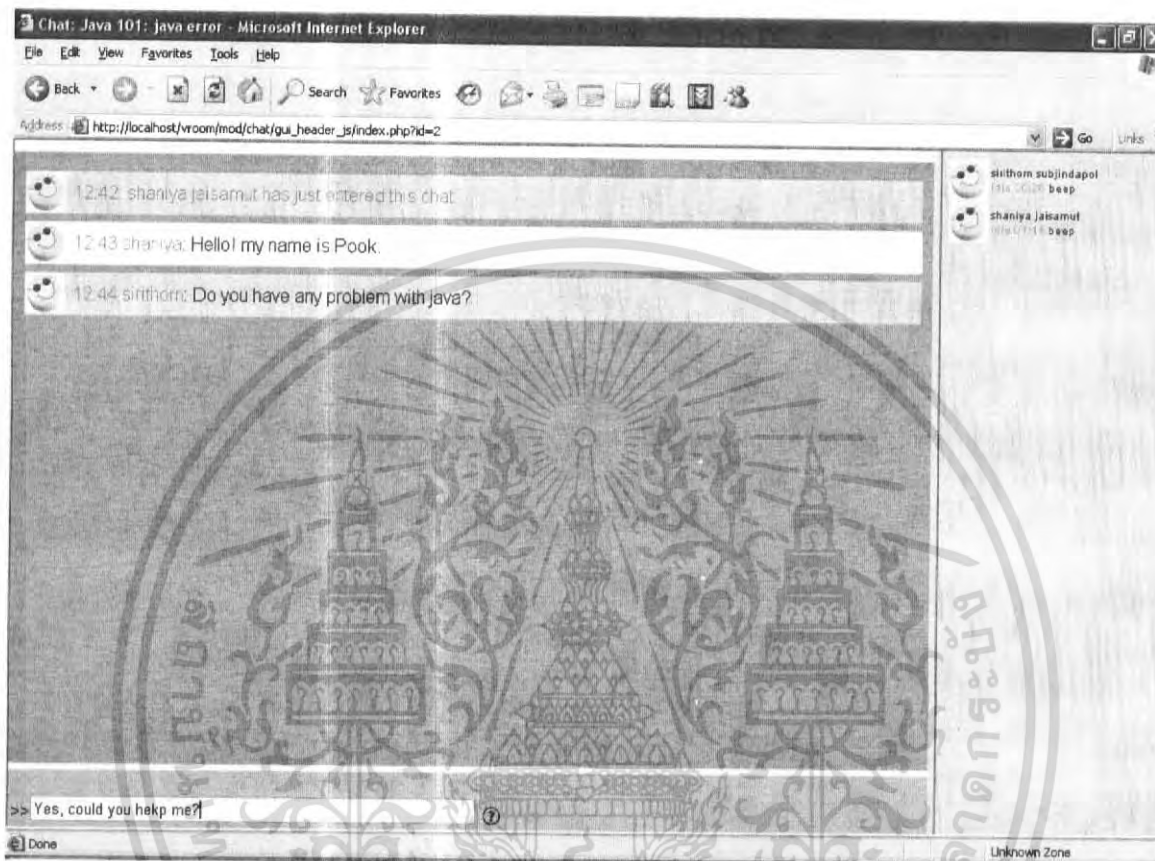 Chat: Java 101: java error - Microsoft Internet Explorer
File Edit View Favorites Tools Help
Back Search Favorites
Address http://localhost/vroom/mod/chat/gui_header_js/index.php?id=2 Go Links
12:42 shaniya jaisamut has just entered this chat
12:43 shaniya: Hello! my name is Pook.
12:44 sirithorn: Do you have any problem with java?
sirithorn subjindapol
beep
shaniya jaisamut
beep
>> Yes, could you hekp me?
Done
Unknown Zone